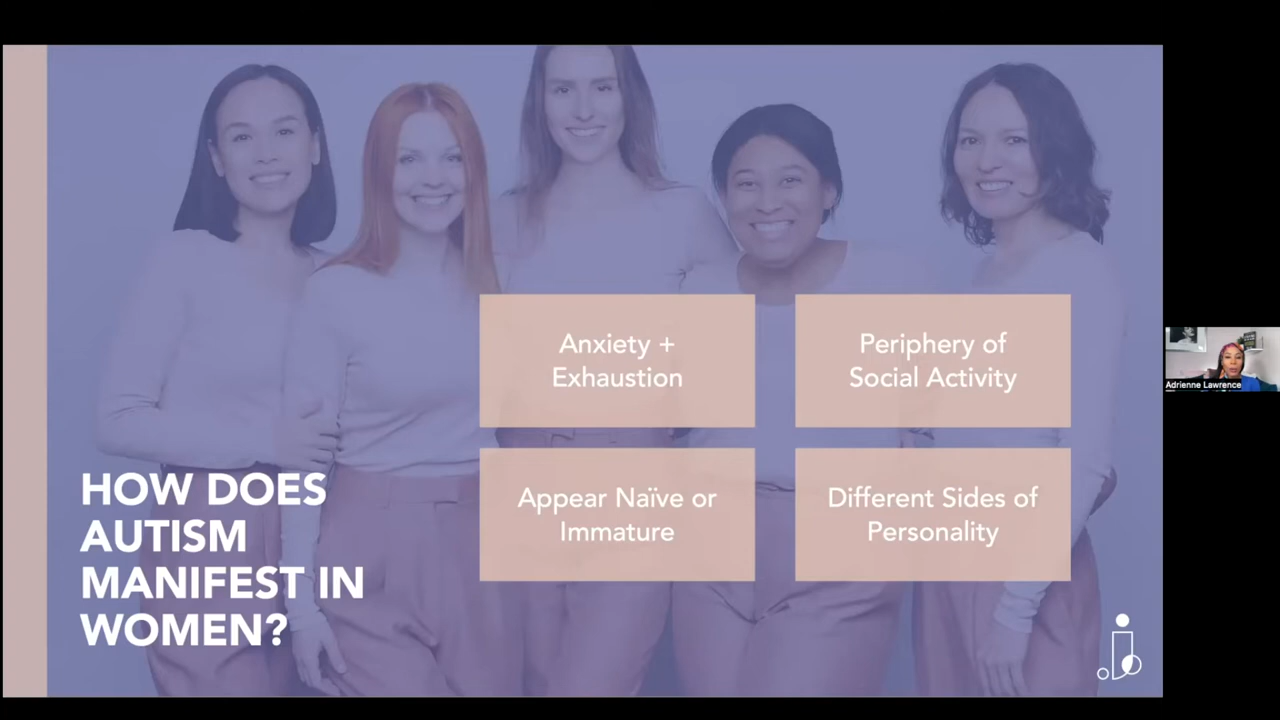 HOW DOES
AUTISM
MANIFEST IN
WOMEN?
Anxiety +
Exhaustion
Periphery of
Social Activity
Appear Naïve or
Immature
Different Sides of
Personality
Adrienne Lawrence